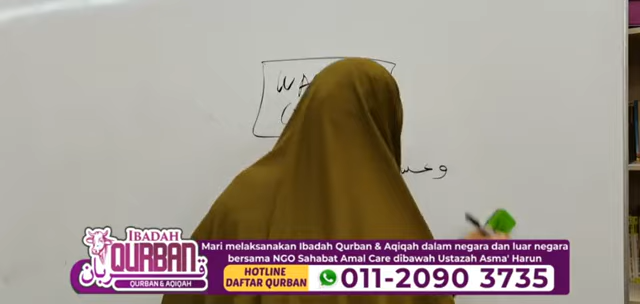 WA
IBADAH
QURBAN
QURBAN & AQIQAH
Mari melaksanakan Ibadah Qurban & Aqiqah dalam negara dan luar negara
bersama NGO Sahabat Amal Care dibawah Ustazah Asma' Harun
HOTLINE
DAFTAR QURBAN
011-2090 3735